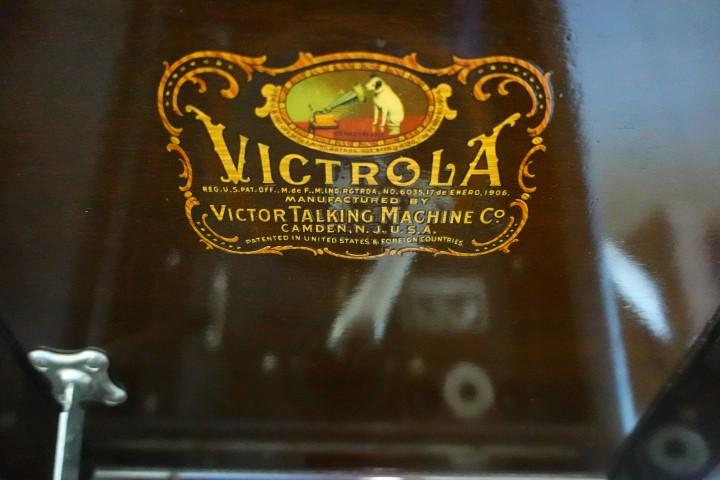 VICTROLA
REG. U.S. PAT. OFF., M. de F., M. IND. RGTRDA. NO. 6035, 17 de ENERO, 1906.
MANUFACTURED BY
VICTOR TALKING MACHINE Co.
CAMDEN, N. J. U. S. A.
PATENTED IN UNITED STATES & FOREIGN COUNTRIES